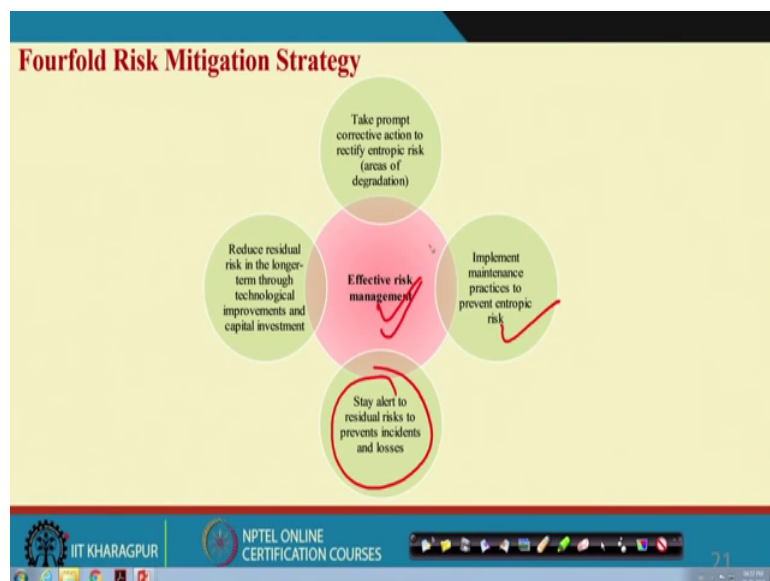 Fourfold Risk Mitigation Strategy
Take prompt
corrective action to
rectify entropic risk
(areas of
degradation)
Reduce residual
risk in the longer-
term through
technological
improvements and
capital investment
Effective risk
management
Implement
maintenance
practices to
prevent entropic
risk
Stay alert to
residual risks to
prevents incidents
and losses
IIT KHARAGPUR
NPTEL ONLINE
CERTIFICATION COURSES
21